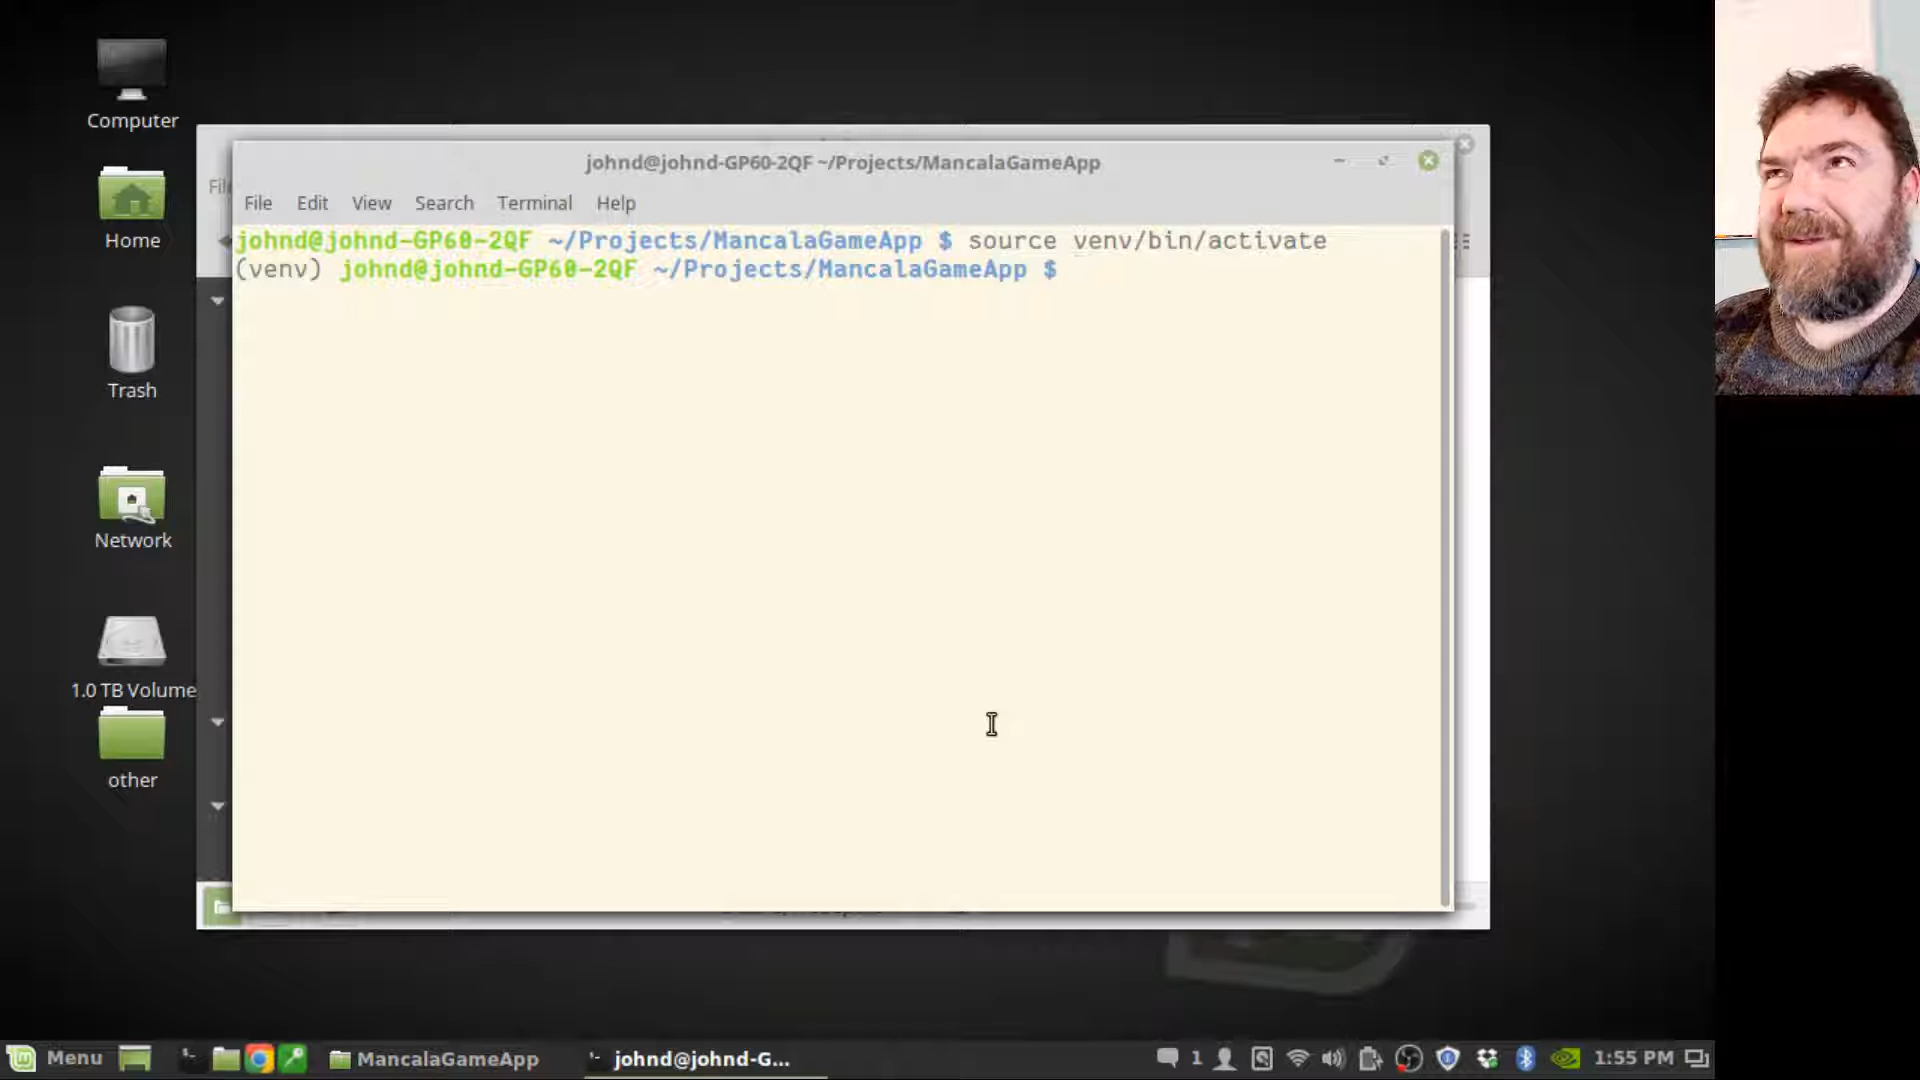 Computer
Home
Trash
Network
1.0 TB Volume
other
johnd@johnd-GP60-2QF ~/Projects/MancalaGameApp
File Edit View Search Terminal Help
johnd@johnd-GP60-2QF ~/Projects/MancalaGameApp $ source venv/bin/activate
(venv) johnd@johnd-GP60-2QF ~/Projects/MancalaGameApp $
Menu
MancalaGameApp
johnd@johnd-G...
1
1:55 PM